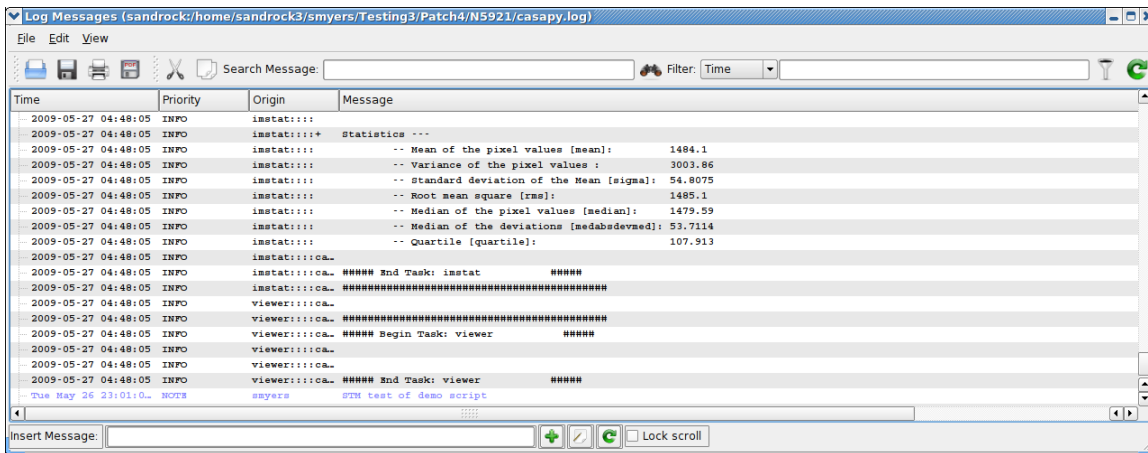 Log Messages (sandrock:/home/sandrock3/smyers/Testing3/Patch4/N5921/casapy.log)
File Edit View
Search Message: Filter: Time
Time Priority Origin Message
2009-05-27 04:48:05 INFO imstat::::
2009-05-27 04:48:05 INFO imstat::::+ Statistics ---
2009-05-27 04:48:05 INFO imstat:::: -- Mean of the pixel values [mean]: 1484.1
2009-05-27 04:48:05 INFO imstat:::: -- Variance of the pixel values : 3003.86
2009-05-27 04:48:05 INFO imstat:::: -- Standard deviation of the Mean [sigma]: 54.8075
2009-05-27 04:48:05 INFO imstat:::: -- Root mean square [rms]: 1485.1
2009-05-27 04:48:05 INFO imstat:::: -- Median of the pixel values [median]: 1479.59
2009-05-27 04:48:05 INFO imstat:::: -- Median of the deviations [medabsdevmed]: 53.7114
2009-05-27 04:48:05 INFO imstat:::: -- Quartile [quartile]: 107.913
2009-05-27 04:48:05 INFO imstat::::ca…
2009-05-27 04:48:05 INFO imstat::::ca… ##### End Task: imstat #####
2009-05-27 04:48:05 INFO imstat::::ca… ##########################################
2009-05-27 04:48:05 INFO viewer::::ca…
2009-05-27 04:48:05 INFO viewer::::ca… ##########################################
2009-05-27 04:48:05 INFO viewer::::ca… ##### Begin Task: viewer #####
2009-05-27 04:48:05 INFO viewer::::ca…
2009-05-27 04:48:05 INFO viewer::::ca…
2009-05-27 04:48:05 INFO viewer::::ca… ##### End Task: viewer #####
Tue May 26 23:01:0… NOTE smyers STM test of demo script
Insert Message: Lock scroll